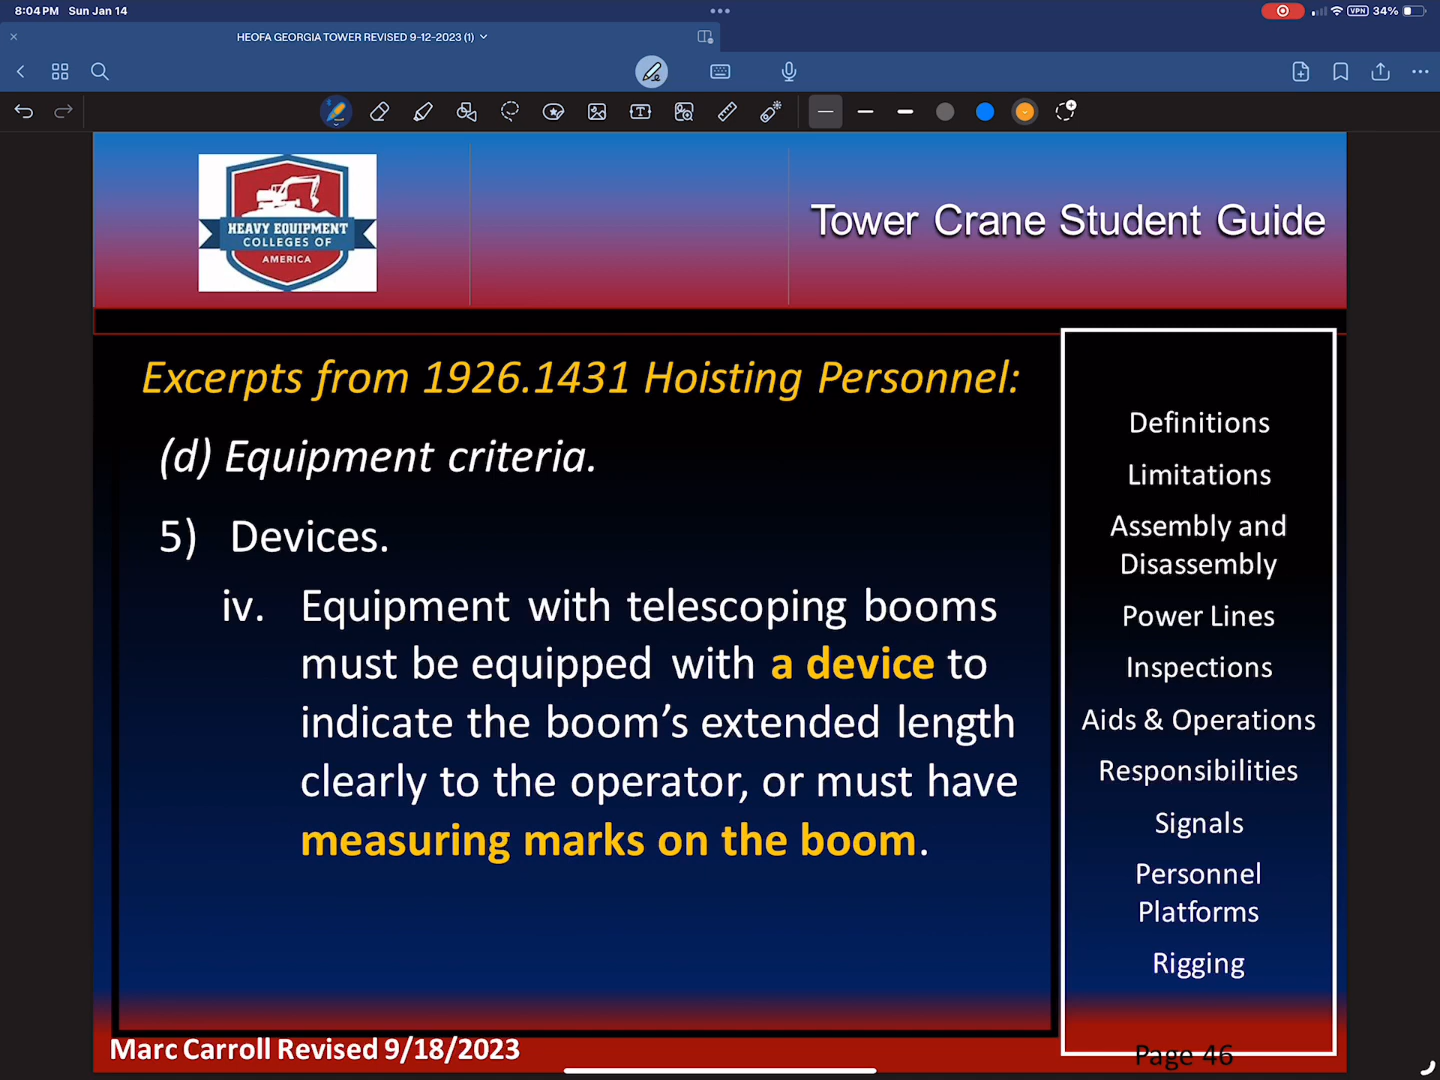 8:04 PM Sun Jan 14
VPN 34%
HEOFA GEORGIA TOWER REVISED 9-12-2023 (1)
HEAVY EQUIPMENT
COLLEGES OF
AMERICA
Tower Crane Student Guide
Excerpts from 1926.1431 Hoisting Personnel:
(d) Equipment criteria.
5) Devices.
iv. Equipment with telescoping booms
must be equipped with a device to
indicate the boom’s extended length
clearly to the operator, or must have
measuring marks on the boom.
Definitions
Limitations
Assembly and
Disassembly
Power Lines
Inspections
Aids & Operations
Responsibilities
Signals
Personnel
Platforms
Rigging
Marc Carroll Revised 9/18/2023
Page 46